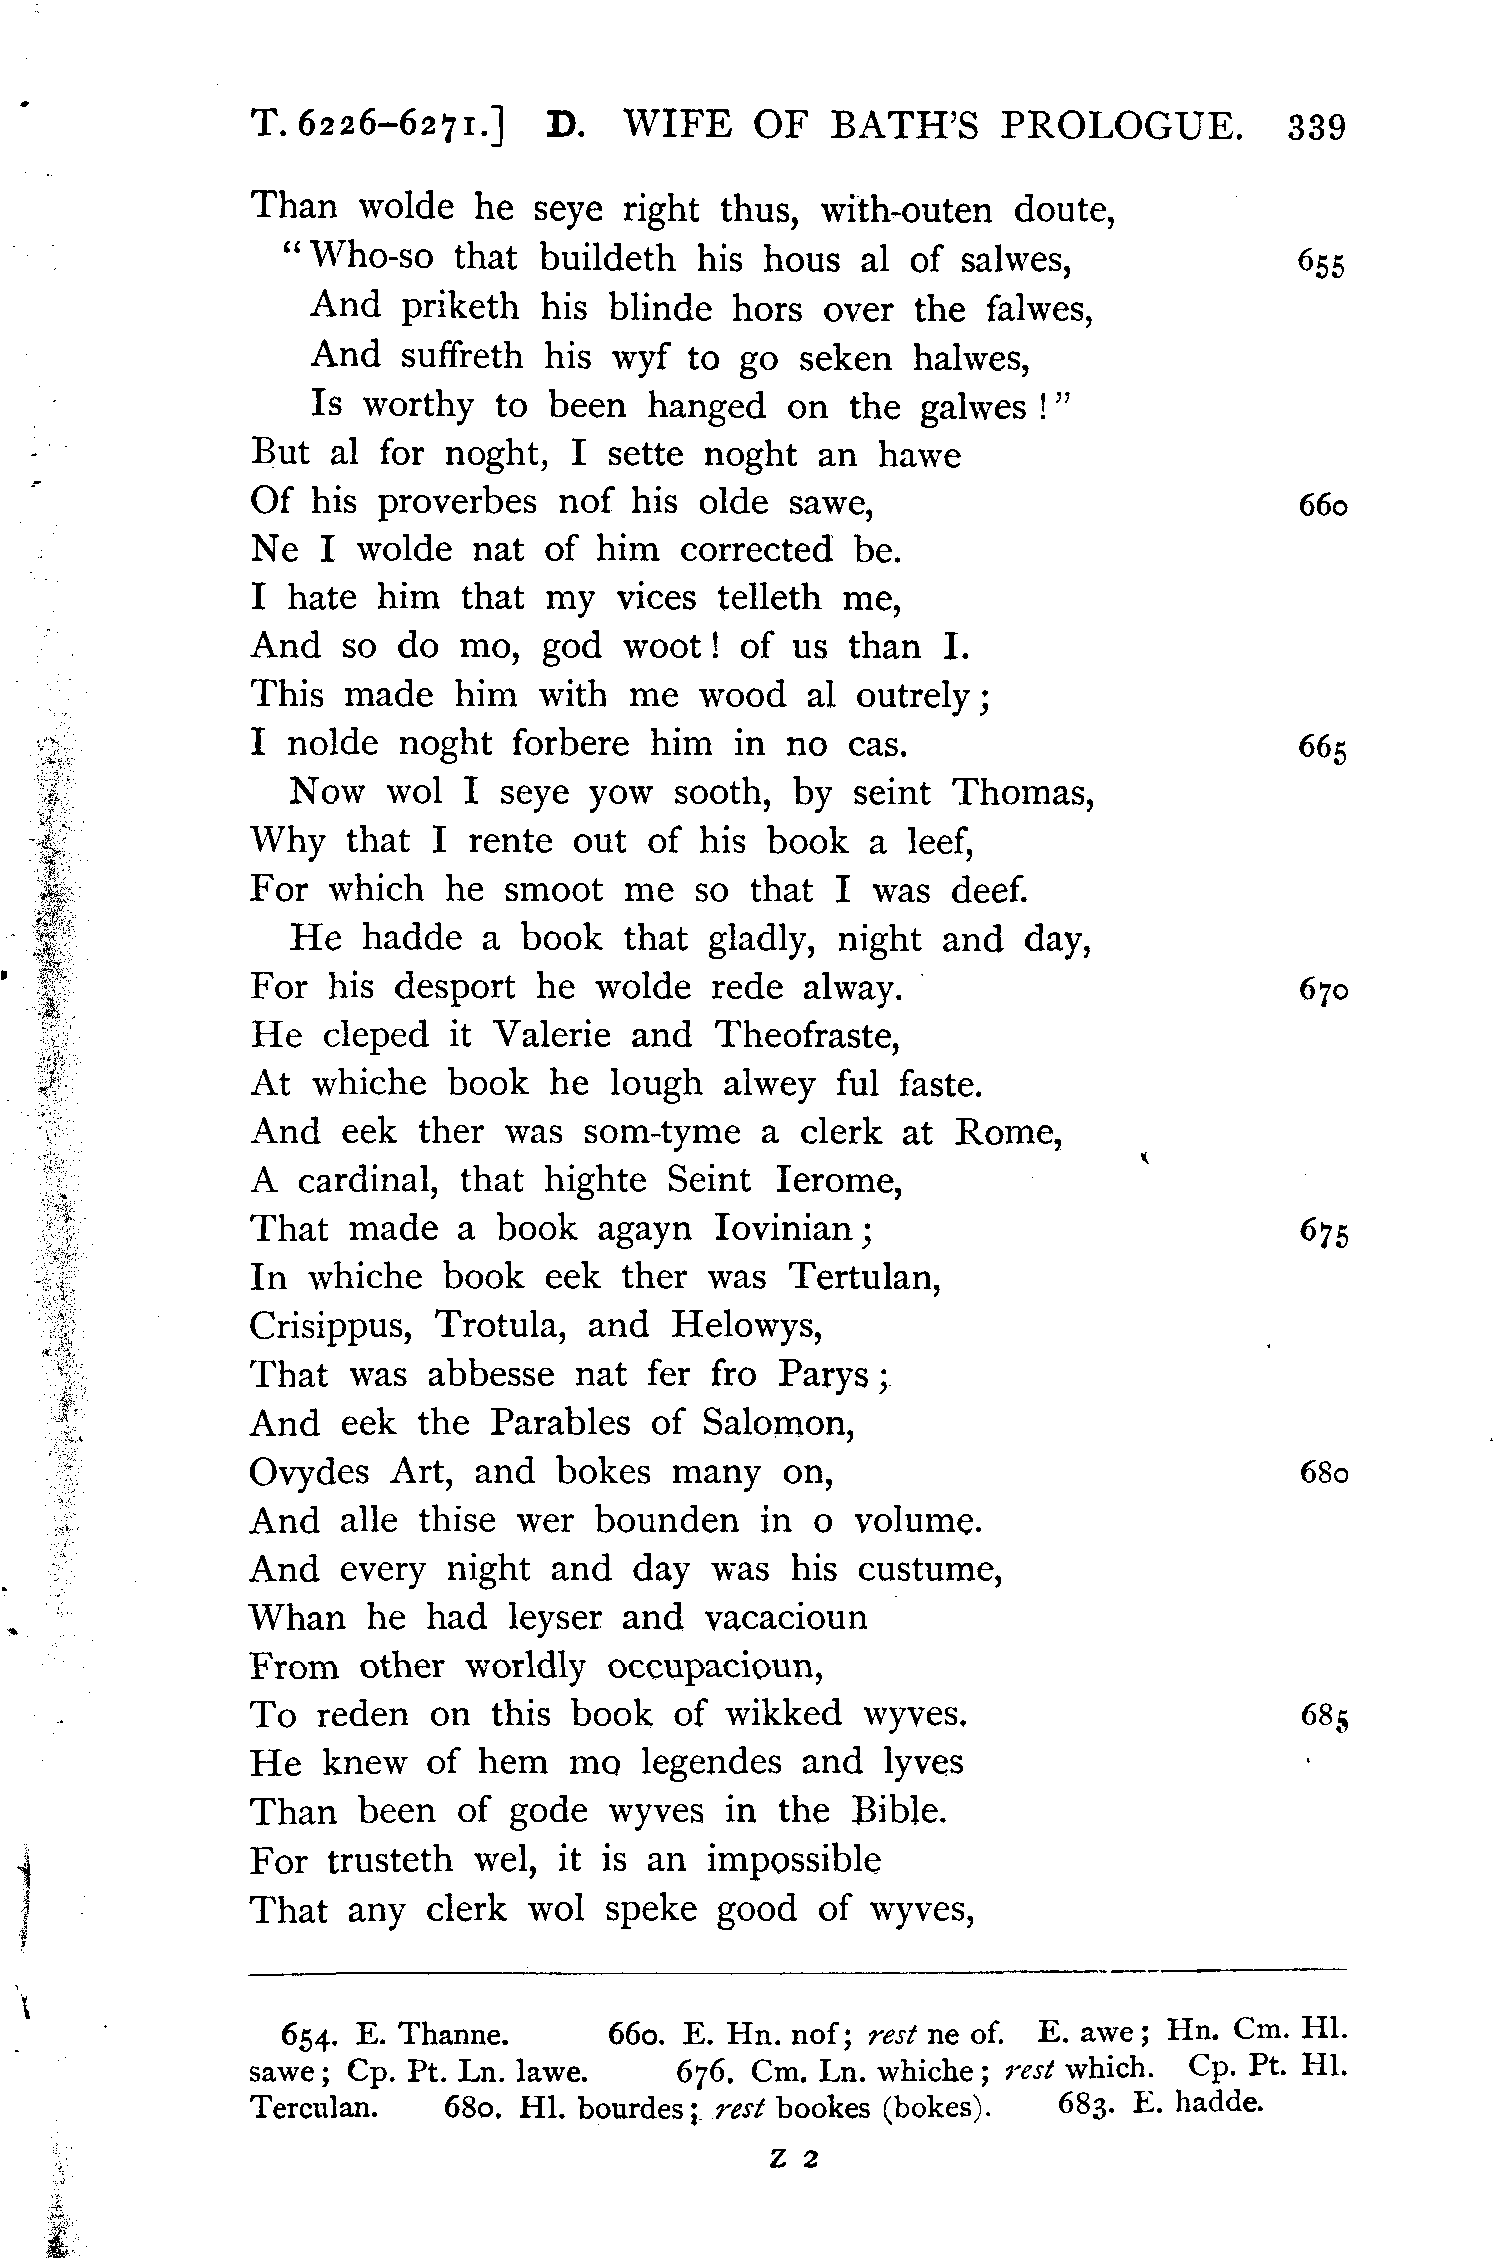 T. 6226–6271.] D. WIFE OF BATH'S PROLOGUE. 339
Than wolde he seye right thus, with-outen doute,
“Who-so that buildeth his hous al of salwes, 655
And priketh his blinde hors over the falwes,
And suffreth his wyf to go seken halwes,
Is worthy to been hanged on the galwes!”
But al for noght, I sette noght an hawe
Of his proverbes nof his olde sawe, 660
Ne I wolde nat of him corrected be.
I hate him that my vices telleth me,
And so do mo, god woot! of us than I.
This made him with me wood al outrely;
I nolde noght forbere him in no cas. 665
Now wol I seye yow sooth, by seint Thomas,
Why that I rente out of his book a leef,
For which he smoot me so that I was deef.
He hadde a book that gladly, night and day,
For his desport he wolde rede alway. 670
He cleped it Valerie and Theofraste,
At whiche book he lough alwey ful faste.
And eek ther was som-tyme a clerk at Rome,
A cardinal, that highte Seint Ierome,
That made a book agayn Iovinian; 675
In whiche book eek ther was Tertulan,
Crisippus, Trotula, and Helowys,
That was abbesse nat fer fro Parys;
And eek the Parables of Salomon,
Ovydes Art, and bokes many on, 680
And alle thise wer bounden in o volume.
And every night and day was his custume,
Whan he had leyser and vacacioun
From other worldly occupacioun,
To reden on this book of wikked wyves. 685
He knew of hem mo legendes and lyves
Than been of gode wyves in the Bible.
For trusteth wel, it is an impossible
That any clerk wol speke good of wyves,
654. E. Thanne. 660. E. Hn. nof; rest ne of. E. awe; Hn. Cm. Hl.
sawe; Cp. Pt. Ln. lawe. 676. Cm. Ln. whiche; rest which. Cp. Pt. Hl.
Terculan. 680. Hl. bourdes; rest bookes (bokes). 683. E. hadde.
Z 2